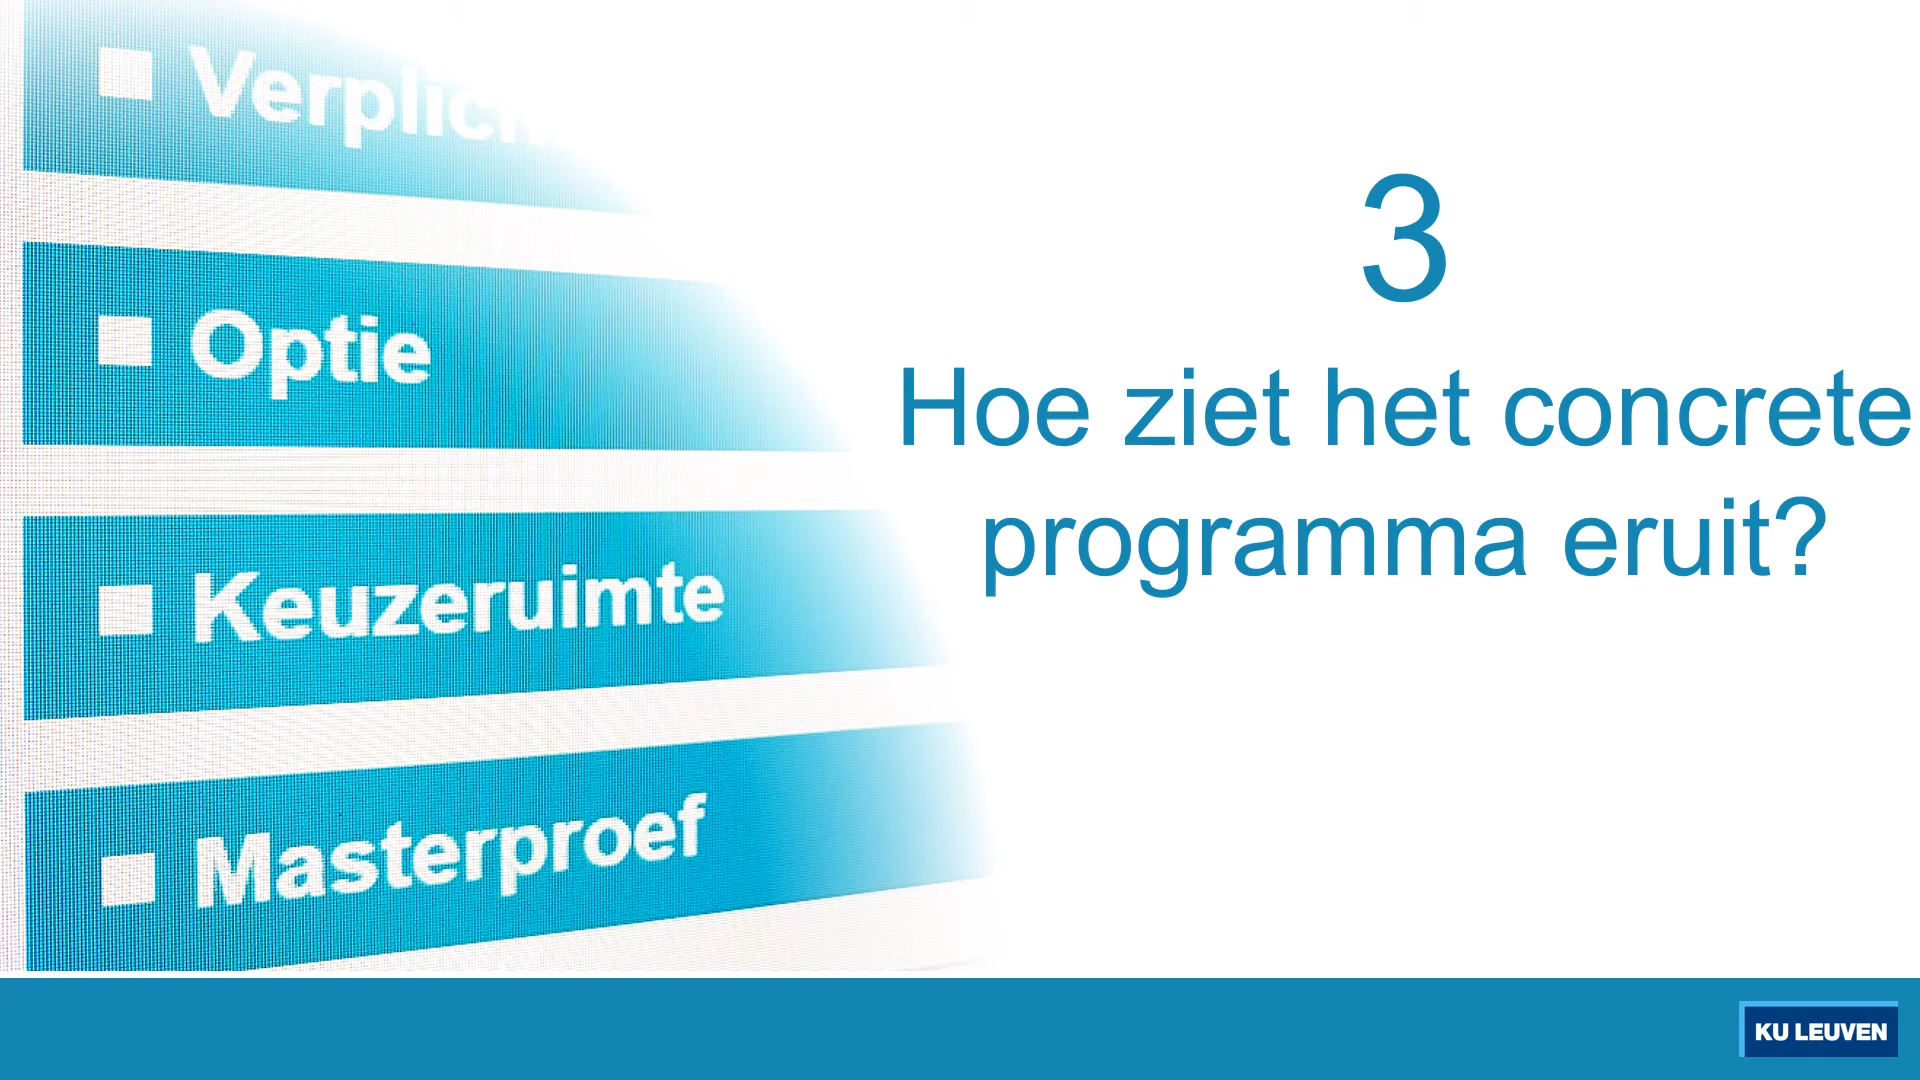 Optie
Keuzeruimte
Masterproef
3
Hoe ziet het concrete
programma eruit?
KU LEUVEN